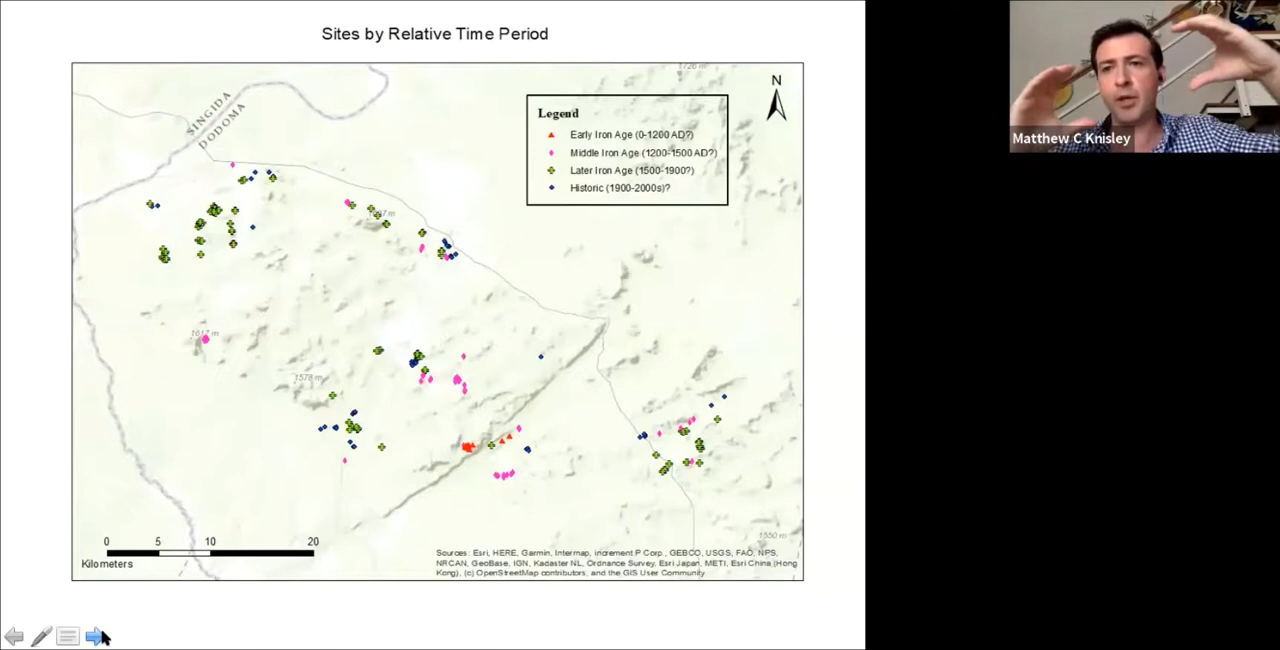 Sites by Relative Time Period
1726 m
N
SINGIDA
DODOMA
Legend
Early Iron Age (0-1200 AD?)
Middle Iron Age (1200-1500 AD?)
Later Iron Age (1500-1900?)
Historic (1900-2000s)?
1617 m
1578 m
0 5 10 20
Kilometers
1550 m
Sources: Esri, HERE, Garmin, Intermap, increment P Corp., GEBCO, USGS, FAO, NPS,
NRCAN, GeoBase, IGN, Kadaster NL, Ordnance Survey, Esri Japan, METI, Esri China (Hong
Kong), (c) OpenStreetMap contributors, and the GIS User Community
Matthew C Knisley